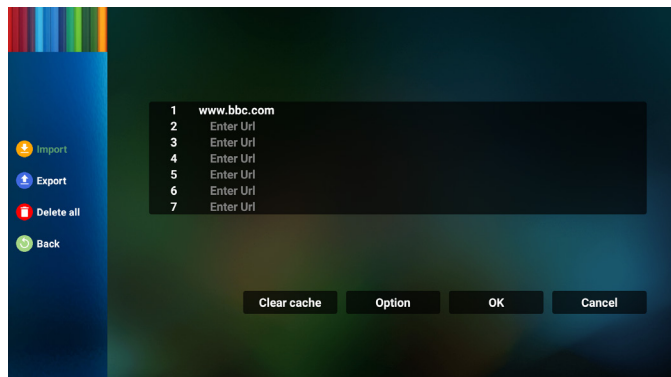 Import
Export
Delete all
Back
1 www.bbc.com
2 Enter Url
3 Enter Url
4 Enter Url
5 Enter Url
6 Enter Url
7 Enter Url
Clear cache Option OK Cancel